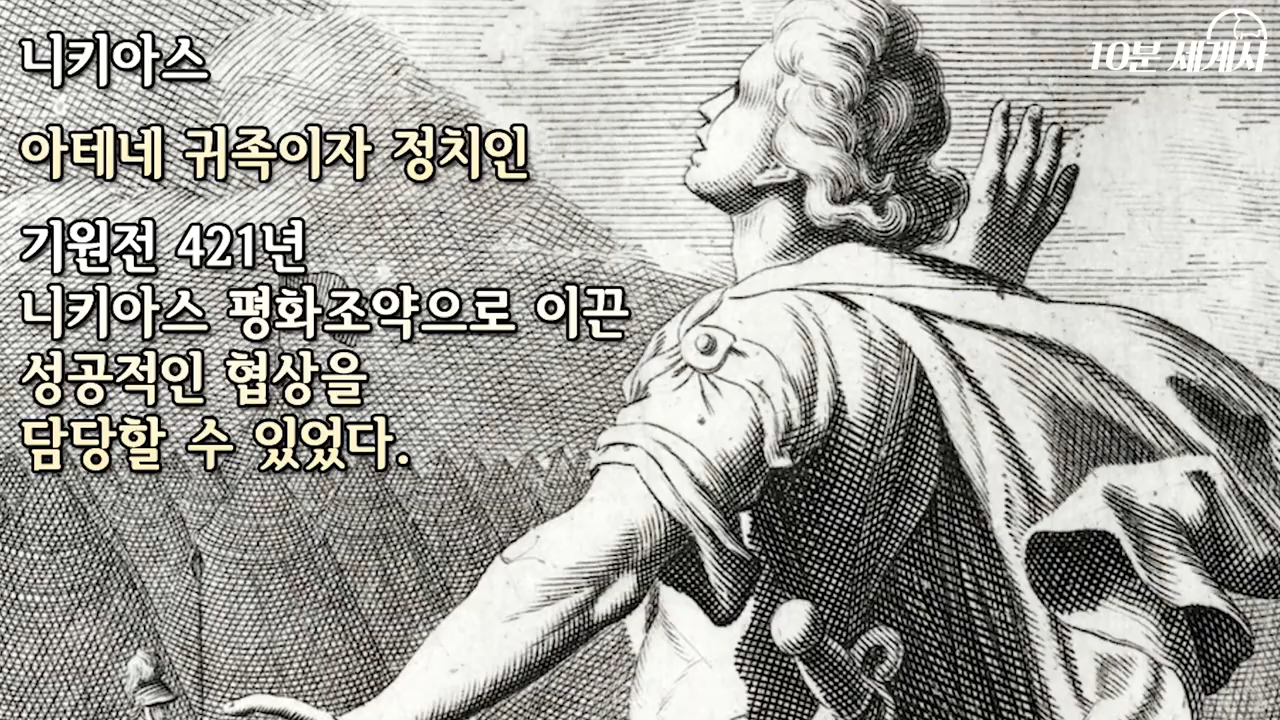 니키아스
10분 세계사
아테네 귀족이자 정치인
기원전 421년
니키아스 평화조약으로 이끈
성공적인 협상을
담당할 수 있었다.